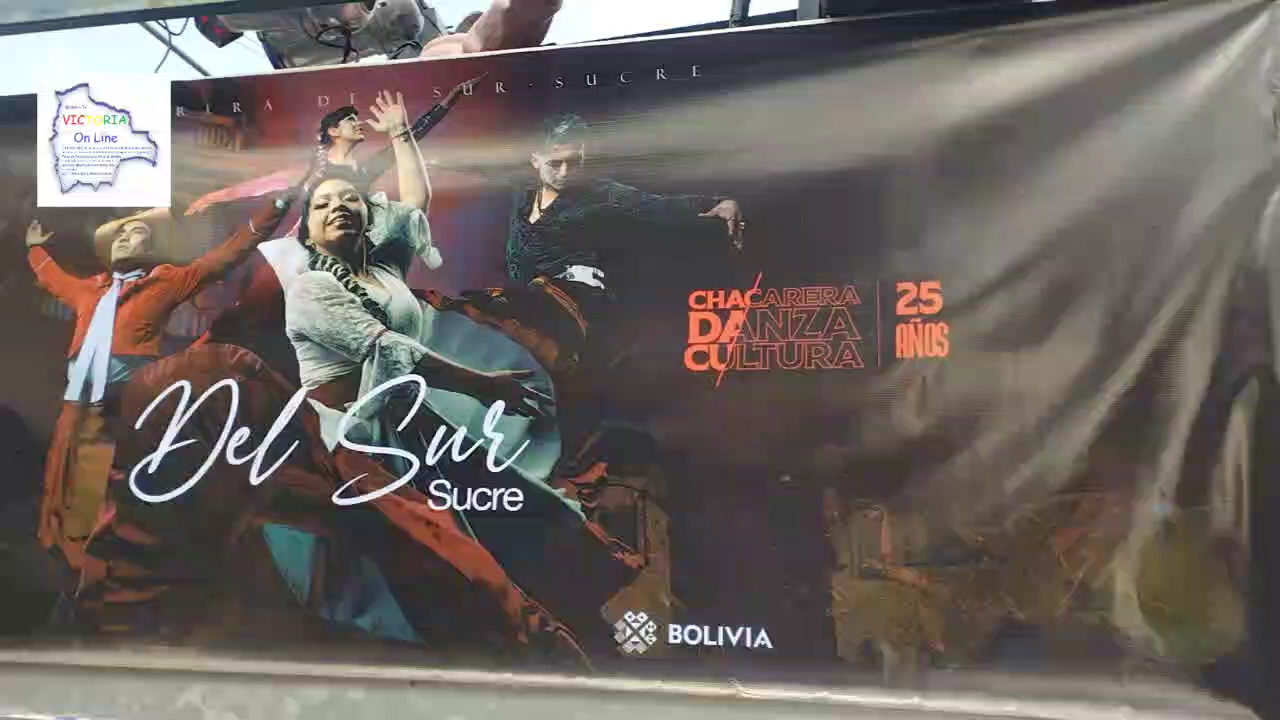 SUR-SUCRE
VICTORIA
On Line
CHACARERA
DANZA
CULTURA
25
AÑOS
Del Sur
Sucre
BOLIVIA